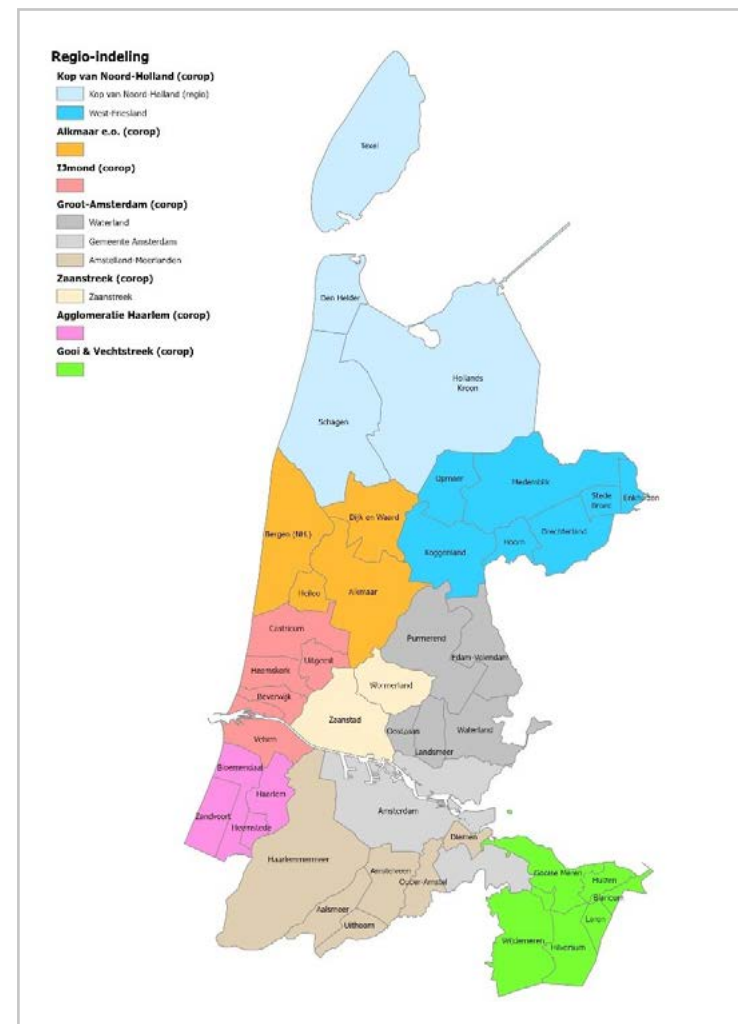 Regio-indeling
Kop van Noord-Holland (corop)
Kop van Noord-Holland (regio)
West-Friesland
Alkmaar e.o. (corop)
IJmond (corop)
Groot-Amsterdam (corop)
Waterland
Gemeente Amsterdam
Amstelland-Meerlanden
Zaanstreek (corop)
Zaanstreek
Agglomeratie Haarlem (corop)
Gooi & Vechtstreek (corop)
Texel
Den Helder
Hollands
Kroon
Schagen
Opmeer
Medemblik
Stede
Broec
Enkhuizen
Dijk en Waard
Drechterland
Bergen (NH.)
Hoorn
Koggenland
Heiloo
Alkmaar
Castricum
Purmerend
Uitgeest
Edam-Volendam
Heemskerk
Wormerland
Beverwijk
Zaanstad
Oostzaan
Waterland
Velsen
Landsmeer
Bloemendaal
Haarlem
Amsterdam
Zandvoort
Heemstede
Diemen
Haarlemmermeer
Amstelveen
Gooise Meren
Ouder-Amstel
Huizen
Blaricum
Aalsmeer
Laren
Uithoorn
Wijdemeren
Hilversum